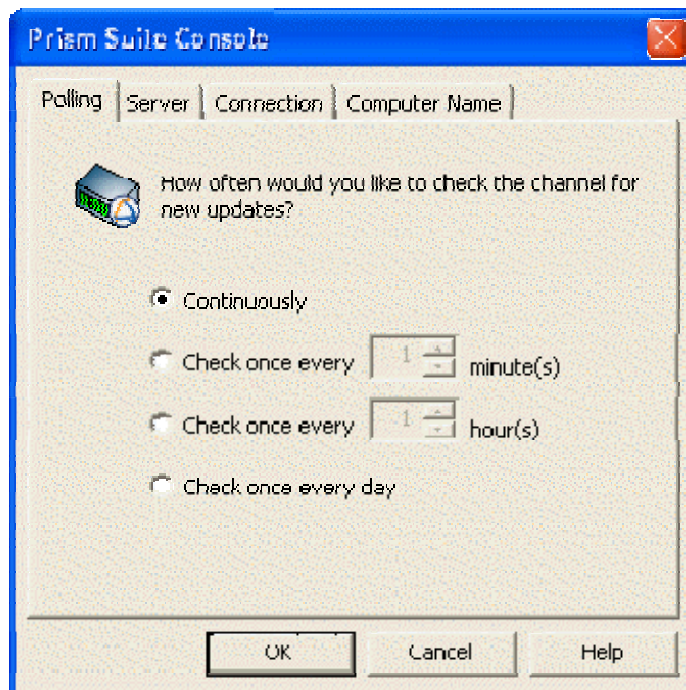 Prism Suite Console
Polling Server Connection Computer Name
How often would you like to check the channel for
new updates?
Continuously
Check once every 1 minute(s)
Check once every 1 hour(s)
Check once every day
OK Cancel Help